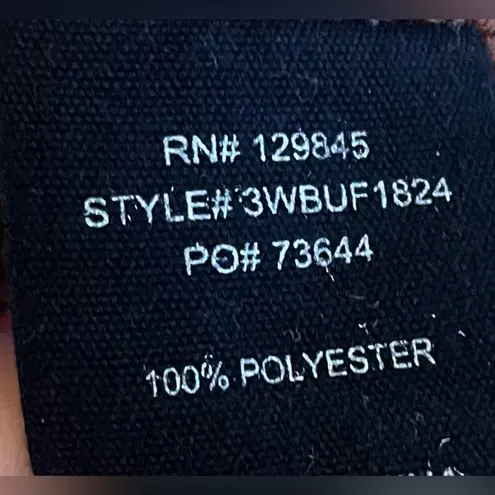 RN# 129845
STYLE# 3WBUF1824
PO# 73644
100% POLYESTER